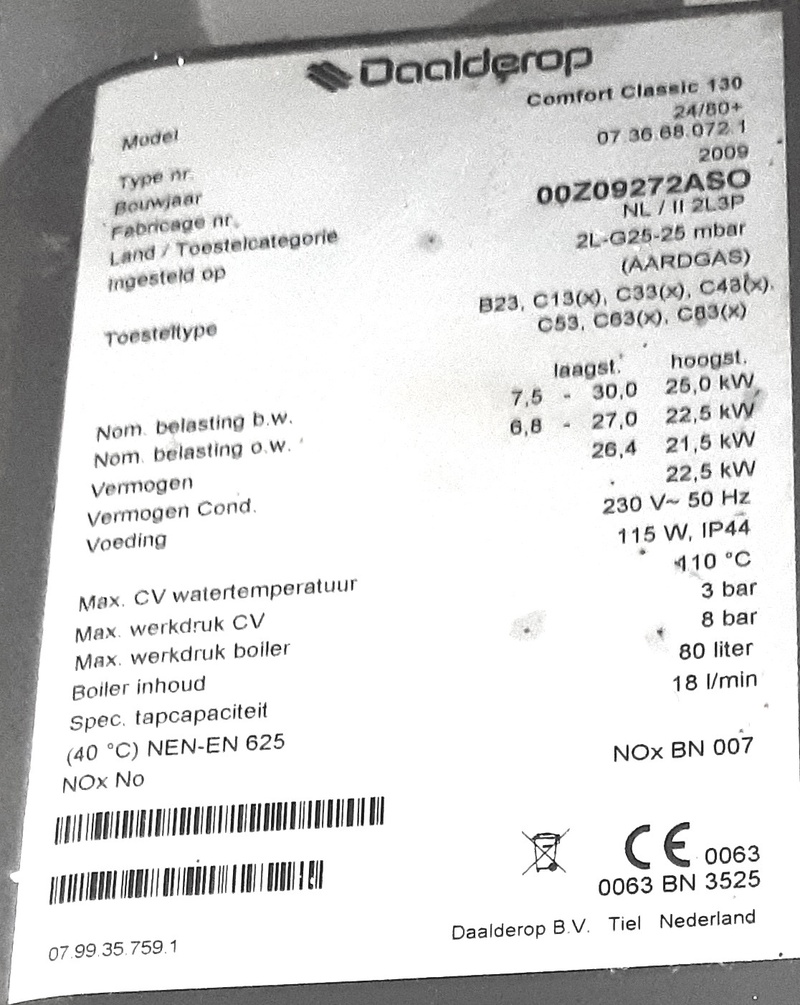 Daalderop
Model Comfort Classic 130
24/80+
Type nr. 07.36.68.072.1
Bouwjaar 2009
Fabricage nr. 00Z09272ASO
Land / Toestelcategorie NL / II 2L3P
Ingesteld op 2L-G25-25 mbar
(AARDGAS)
Toesteltype B23, C13(x), C33(x), C43(x),
C53, C63(x), C83(x)
laagst. hoogst.
Nom. belasting b.w. 7,5 - 30,0 25,0 kW
Nom. belasting o.w. 6,8 - 27,0 22,5 kW
Vermogen 26,4 21,5 kW
Vermogen Cond. 22,5 kW
Voeding 230 V~ 50 Hz
115 W, IP44
Max. CV watertemperatuur 110 °C
Max. werkdruk CV 3 bar
Max. werkdruk boiler 8 bar
Boiler inhoud 80 liter
Spec. tapcapaciteit 18 l/min
(40 °C) NEN-EN 625
NOx No NOx BN 007
CE 0063
0063 BN 3525
Daalderop B.V. Tiel Nederland
07.99.35.759.1